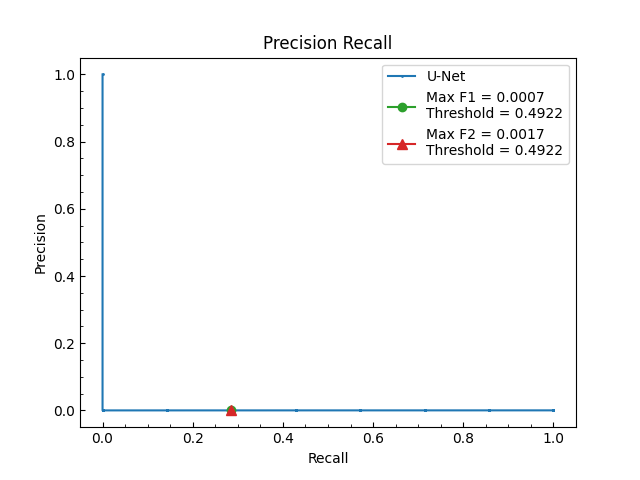 Precision Recall
U-Net
Max F1 = 0.0007
Threshold = 0.4922
Max F2 = 0.0017
Threshold = 0.4922
Precision
1.0
0.8
0.6
0.4
0.2
0.0
0.0 0.2 0.4 0.6 0.8 1.0
Recall